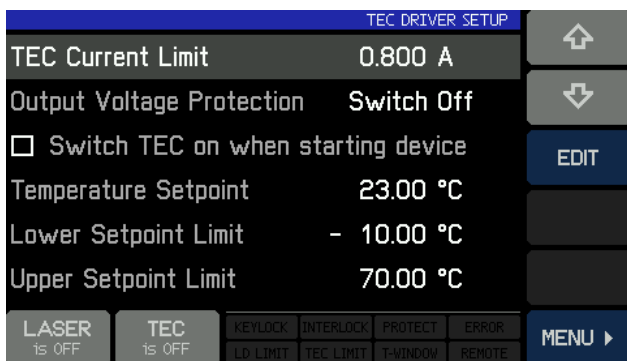 TEC DRIVER SETUP
TEC Current Limit 0.800 A
Output Voltage Protection Switch Off
Switch TEC on when starting device
EDIT
Temperature Setpoint 23.00 °C
Lower Setpoint Limit - 10.00 °C
Upper Setpoint Limit 70.00 °C
LASER is OFF
TEC is OFF
KEYLOCK INTERLOCK PROTECT ERROR
LD LIMIT TEC LIMIT T-WINDOW REMOTE
MENU